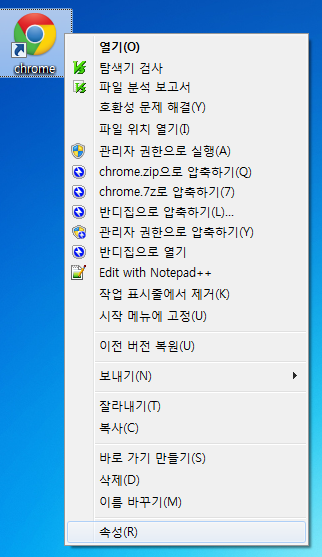 chrome
열기(O)
탐색기 검사
파일 분석 보고서
호환성 문제 해결(Y)
파일 위치 열기(I)
관리자 권한으로 실행(A)
chrome.zip으로 압축하기(Q)
chrome.7z로 압축하기(7)
반디집으로 압축하기(L)...
관리자 권한으로 압축하기(Y)
반디집으로 열기
Edit with Notepad++
작업 표시줄에서 제거(K)
시작 메뉴에 고정(U)
이전 버전 복원(U)
보내기(N)
잘라내기(T)
복사(C)
바로 가기 만들기(S)
삭제(D)
이름 바꾸기(M)
속성(R)